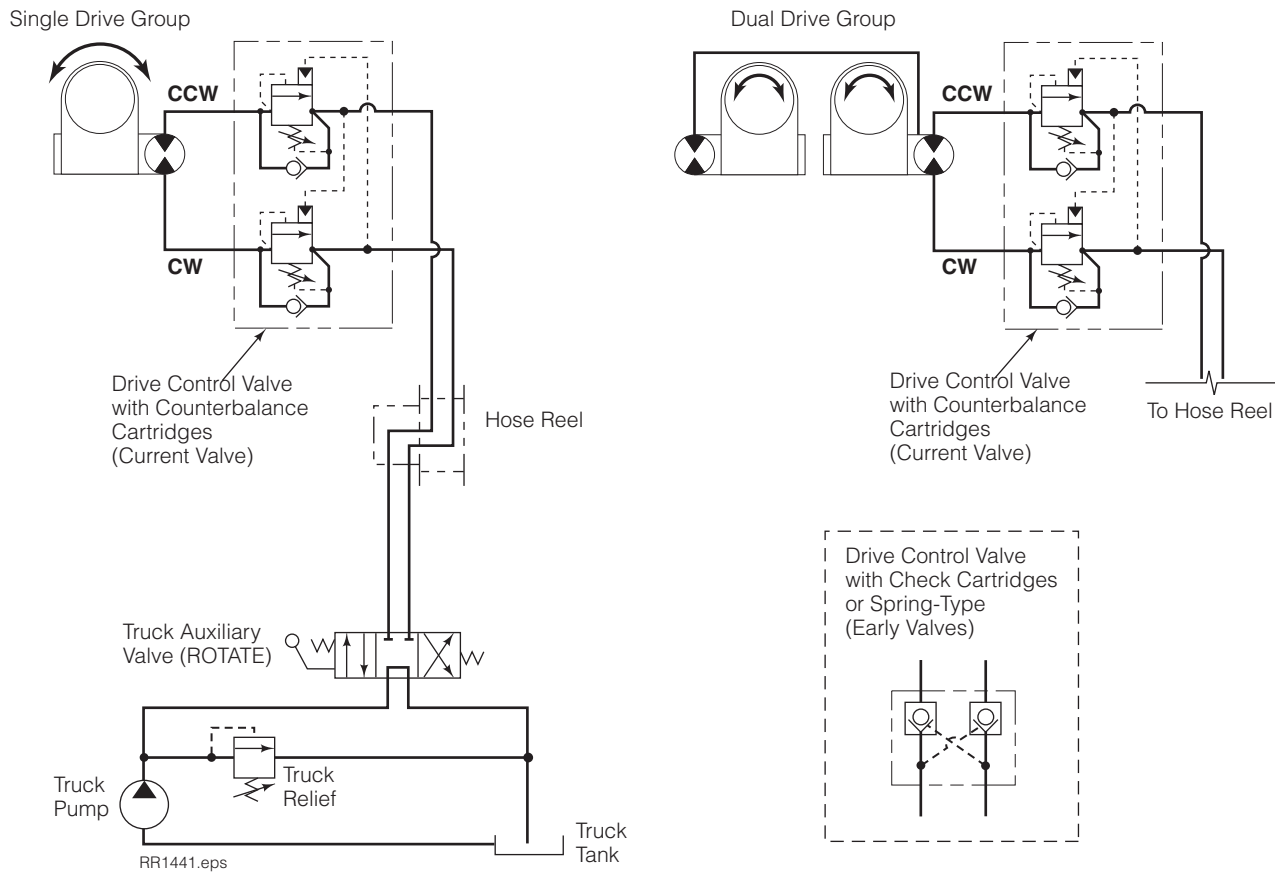 Single Drive Group
CCW
CW
Drive Control Valve
with Counterbalance
Cartridges
(Current Valve)
Hose Reel
Truck Auxiliary
Valve (ROTATE)
Truck
Relief
Truck
Pump
Truck
Tank
RR1441.eps
Dual Drive Group
CCW
CW
Drive Control Valve
with Counterbalance
Cartridges
(Current Valve)
To Hose Reel
Drive Control Valve
with Check Cartridges
or Spring-Type
(Early Valves)